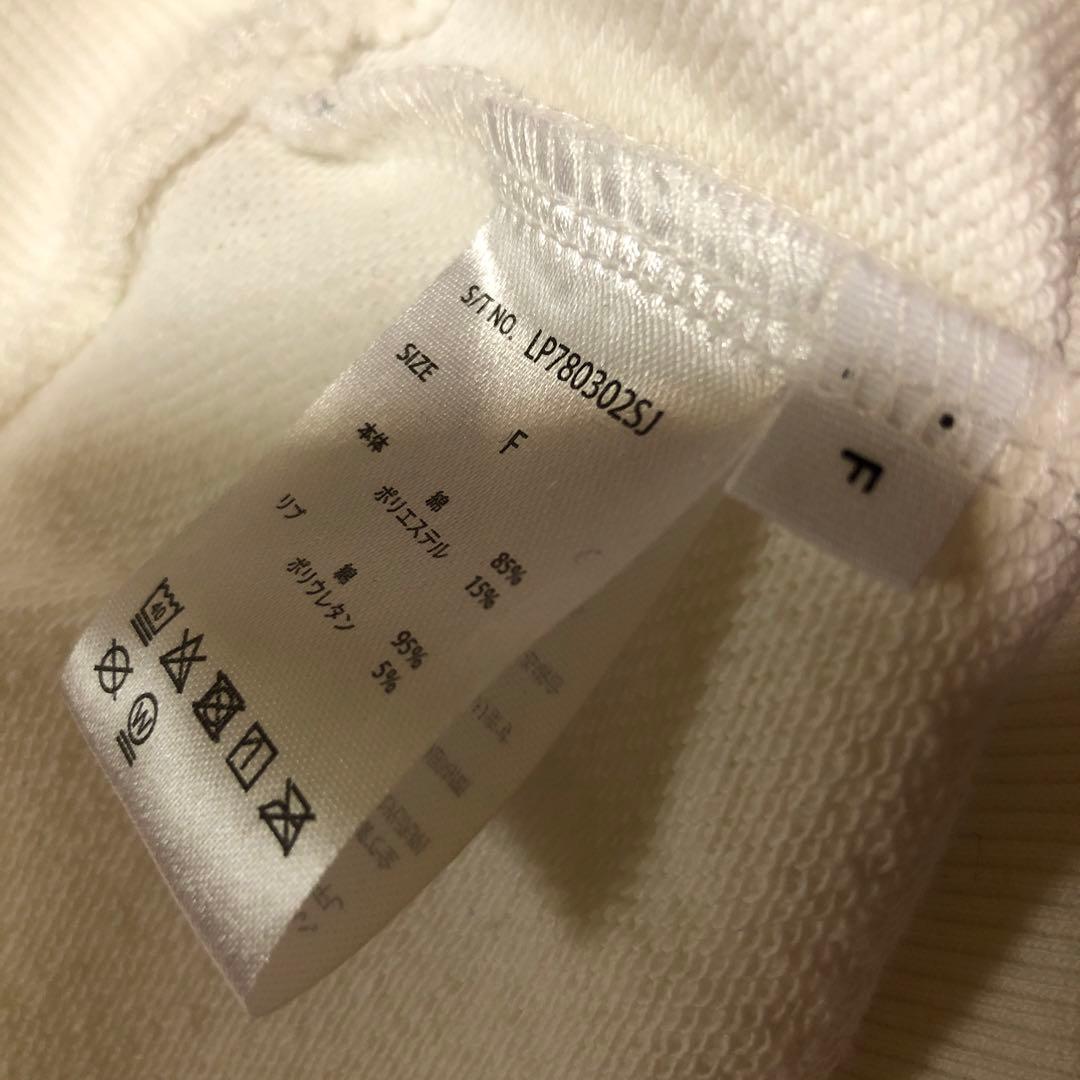 S/T NO. LP780302SJ
SIZE F
本体 綿 85%
ポリエステル 15%
リブ 綿 95%
ポリウレタン 5%
40
W
F